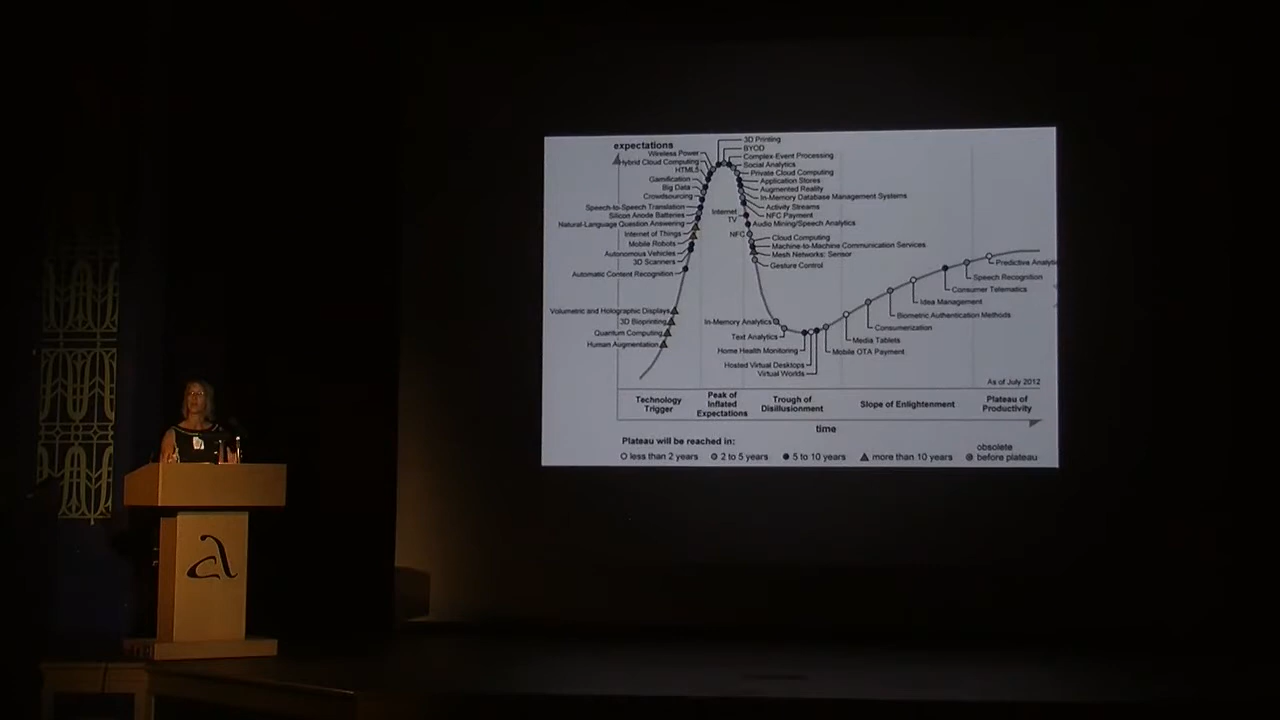 expectations
Wireless Power
Hybrid Cloud Computing
HTML5
Gamification
Big Data
Crowdsourcing
Speech-to-Speech Translation
Silicon Anode Batteries
Natural-Language Question Answering
Internet of Things
Mobile Robots
Autonomous Vehicles
3D Scanners
Automatic Content Recognition
Volumetric and Holographic Displays
3D Bioprinting
Quantum Computing
Human Augmentation
3D Printing
BYOD
Complex-Event Processing
Social Analytics
Private Cloud Computing
Application Stores
Augmented Reality
In-Memory Database Management Systems
Activity Streams
Internet
TV
NFC Payment
Audio Mining/Speech Analytics
NFC
Cloud Computing
Machine-to-Machine Communication Services
Mesh Networks: Sensor
Gesture Control
In-Memory Analytics
Text Analytics
Home Health Monitoring
Hosted Virtual Desktops
Virtual Worlds
Predictive Analytic
Speech Recognition
Consumer Telematics
Idea Management
Biometric Authentication Methods
Consumerization
Media Tablets
Mobile OTA Payment
As of July 2012
Technology
Trigger
Peak of
Inflated
Expectations
Trough of
Disillusionment
Slope of Enlightenment
Plateau of
Productivity
time
Plateau will be reached in:
less than 2 years
2 to 5 years
5 to 10 years
more than 10 years
obsolete
before plateau
a